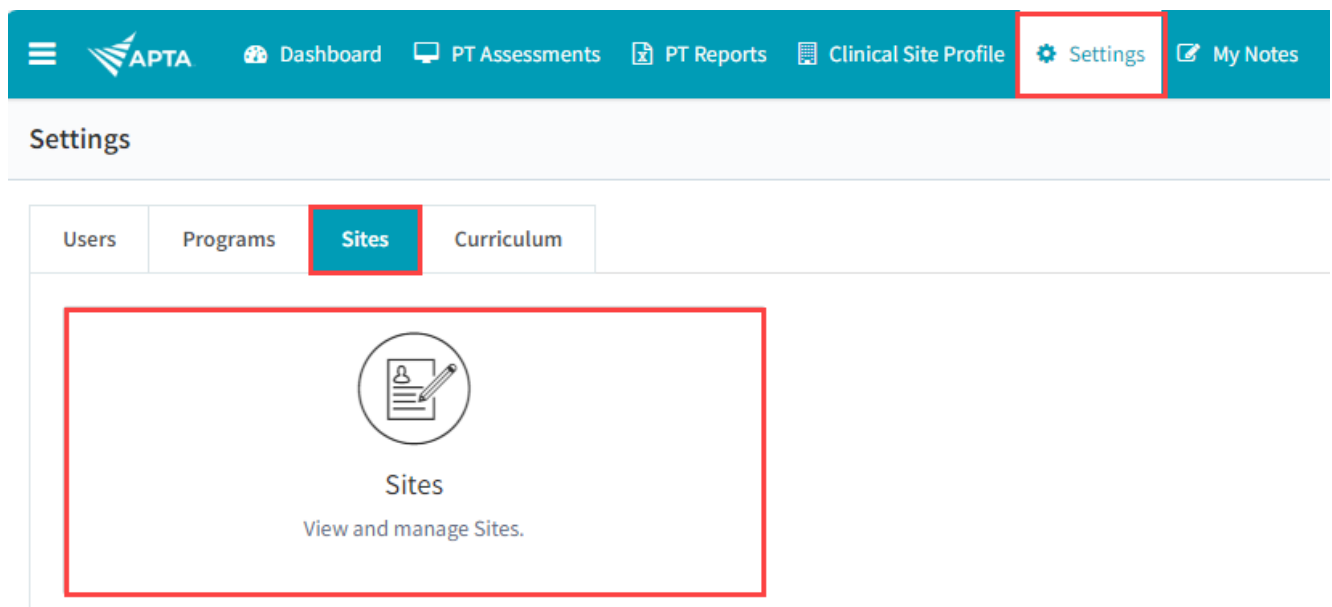 APTA Dashboard PT Assessments PT Reports Clinical Site Profile Settings My Notes
Settings
Users Programs Sites Curriculum
Sites
View and manage Sites.